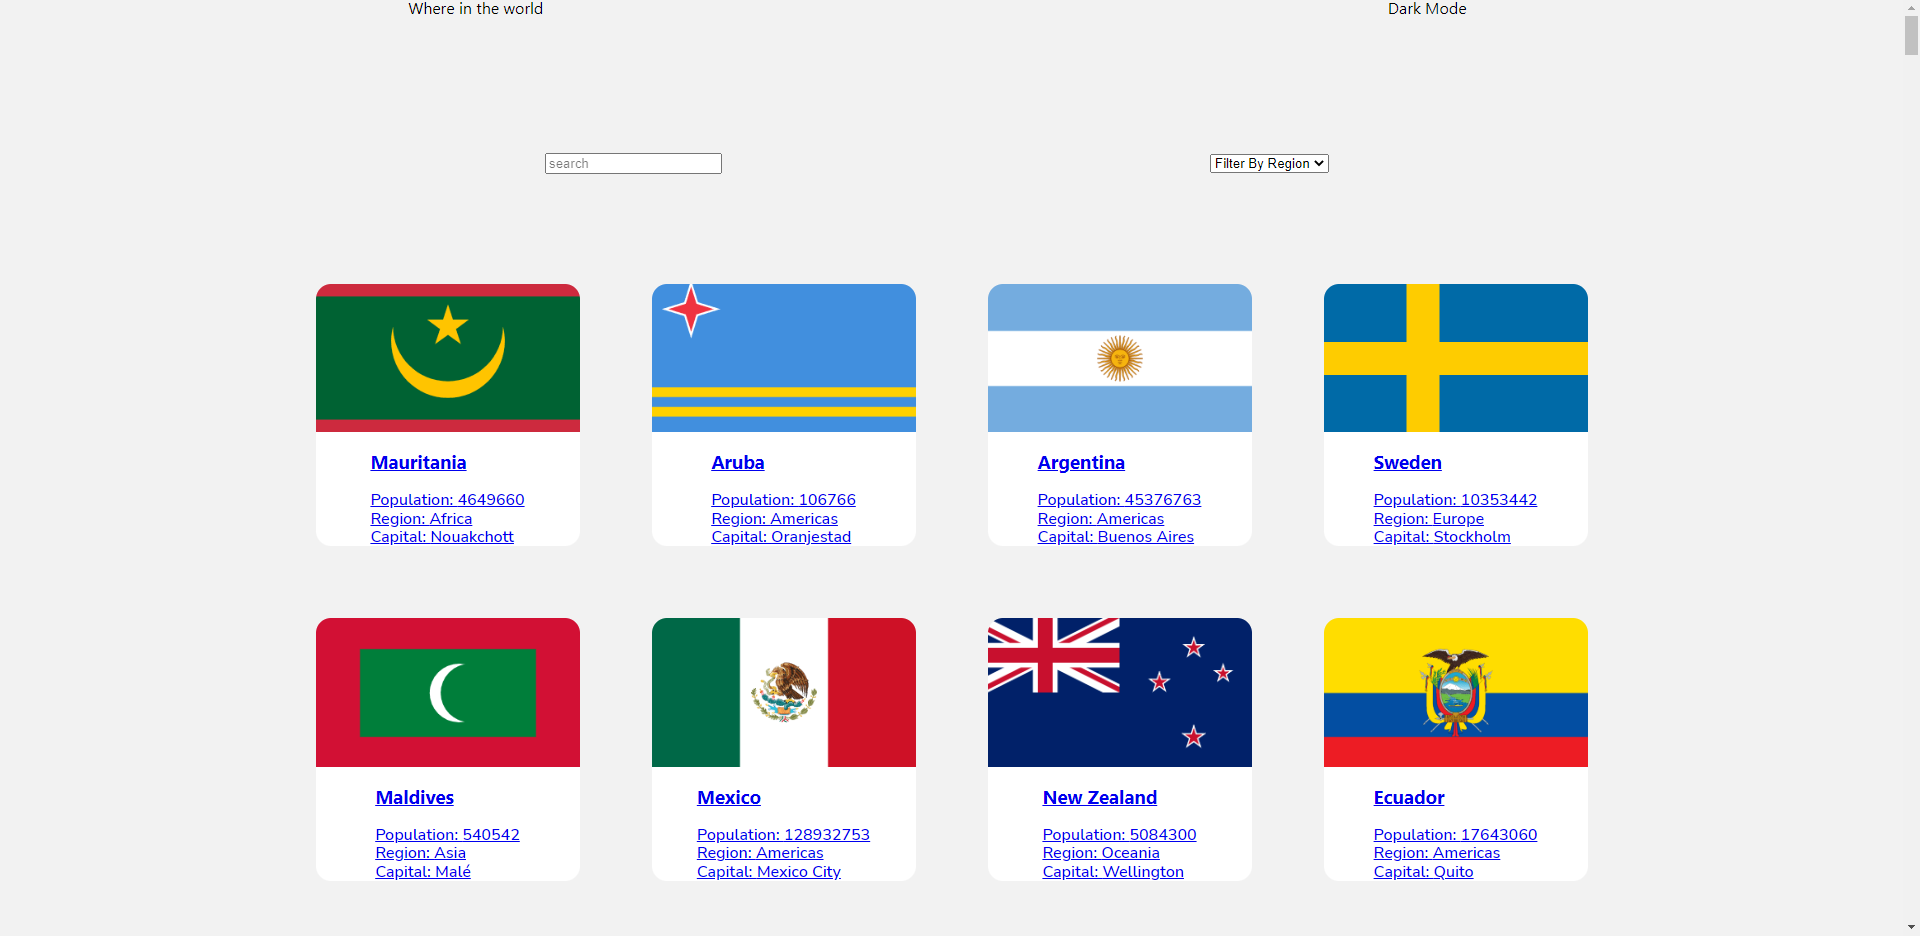 Where in the world
Dark Mode
search
Filter By Region
Mauritania
Population: 4649660
Region: Africa
Capital: Nouakchott
Aruba
Population: 106766
Region: Americas
Capital: Oranjestad
Argentina
Population: 45376763
Region: Americas
Capital: Buenos Aires
Sweden
Population: 10353442
Region: Europe
Capital: Stockholm
Maldives
Population: 540542
Region: Asia
Capital: Malé
Mexico
Population: 128932753
Region: Americas
Capital: Mexico City
New Zealand
Population: 5084300
Region: Oceania
Capital: Wellington
Ecuador
Population: 17643060
Region: Americas
Capital: Quito